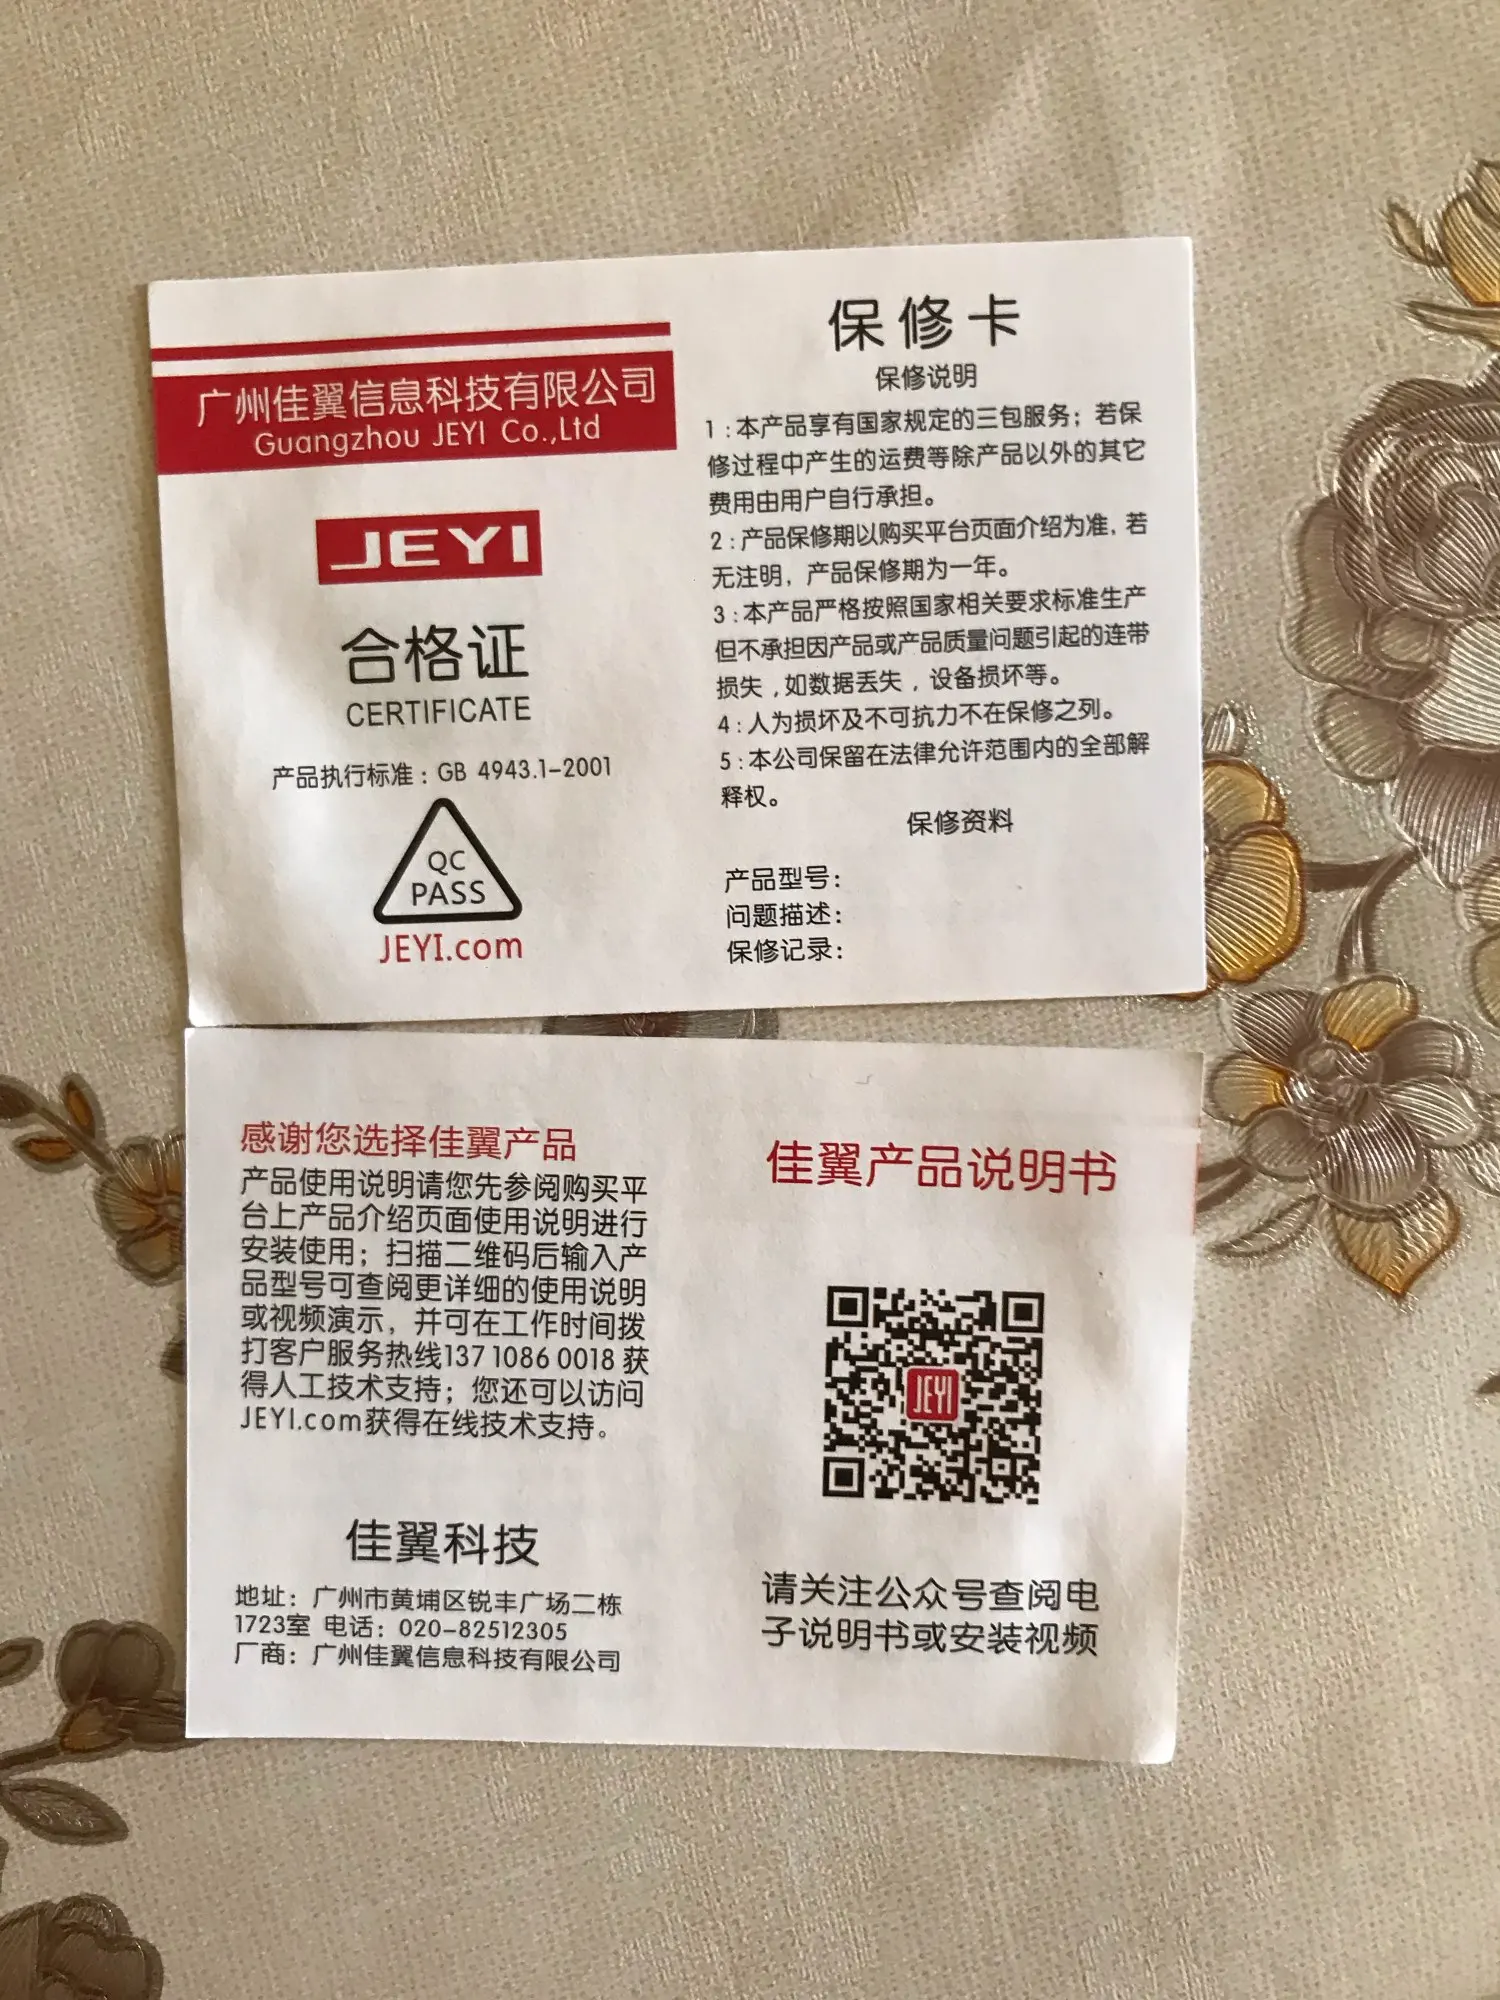 广州佳翼信息科技有限公司
Guangzhou JEYI Co.,Ltd
JEYI
合格证
CERTIFICATE
产品执行标准：GB 4943.1-2001
QC
PASS
JEYI.com
保修卡
保修说明
1:本产品享有国家规定的三包服务；若保
修过程中产生的运费等除产品以外的其它
费用由用户自行承担。
2:产品保修期以购买平台页面介绍为准，若
无注明，产品保修期为一年。
3:本产品严格按照国家相关要求标准生产
但不承担因产品或产品质量问题引起的连带
损失，如数据丢失，设备损坏等。
4:人为损坏及不可抗力不在保修之列。
5:本公司保留在法律允许范围内的全部解
释权。
保修资料
产品型号：
问题描述：
保修记录：
感谢您选择佳翼产品
产品使用说明请您先参阅购买平
台上产品介绍页面使用说明进行
安装使用；扫描二维码后输入产
品型号可查阅更详细的使用说明
或视频演示，并可在工作时间拨
打客户服务热线137 1086 0018 获
得人工技术支持；您还可以访问
JEYI.com获得在线技术支持。
佳翼科技
地址：广州市黄埔区锐丰广场二栋
1723室 电话：020-82512305
厂商：广州佳翼信息科技有限公司
佳翼产品说明书
JEYI
请关注公众号查阅电
子说明书或安装视频